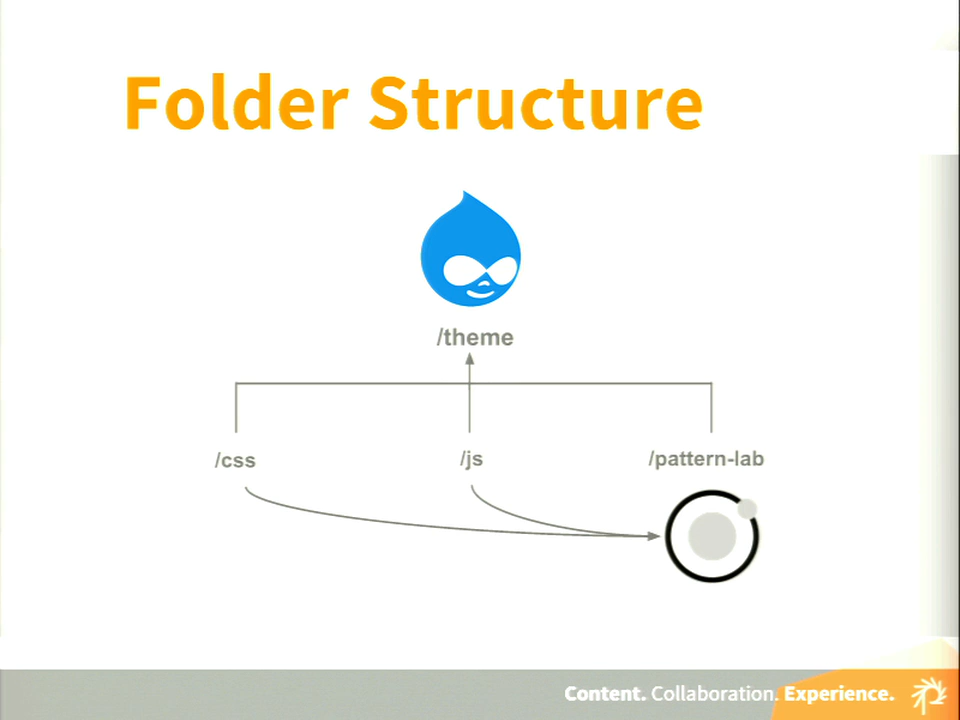 Folder Structure
/theme
/css
/js
/pattern-lab
Content. Collaboration. Experience.